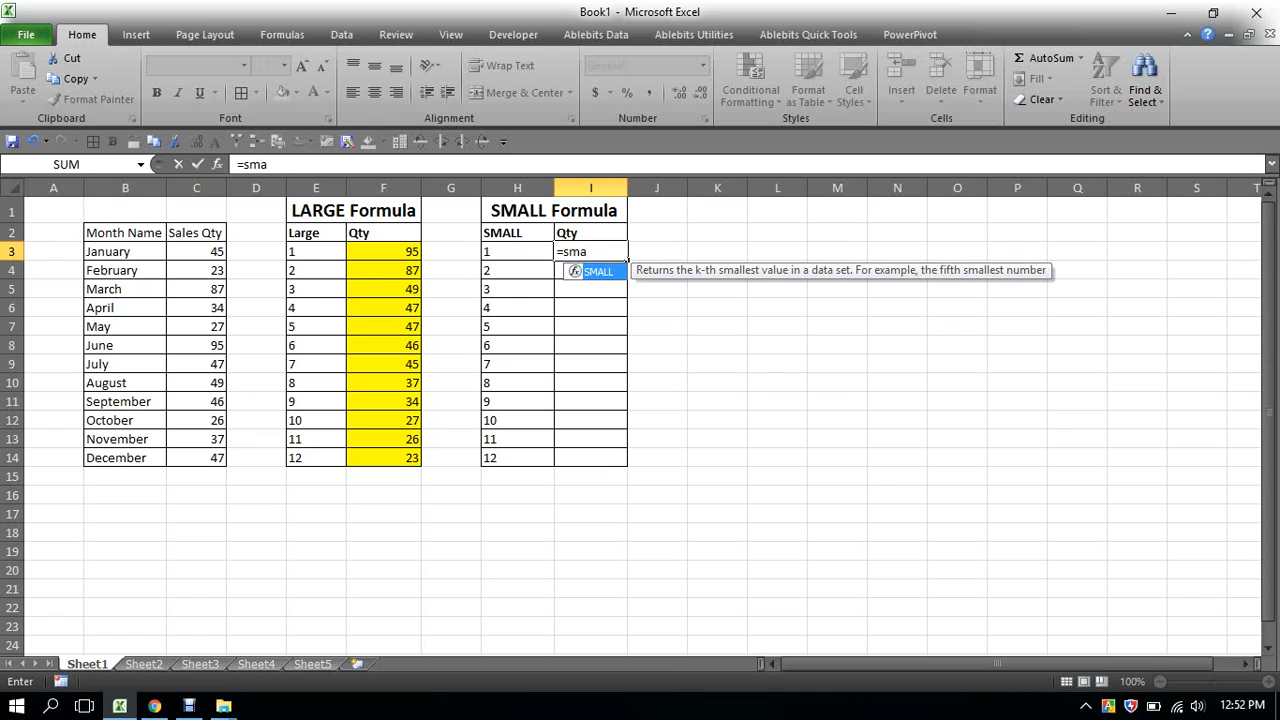 Book1 - Microsoft Excel
File Home Insert Page Layout Formulas Data Review View Developer Ablebits Data Ablebits Utilities Ablebits Quick Tools PowerPivot
Paste
Cut
Copy
Format Painter
Clipboard
Font
Wrap Text
Merge & Center
Alignment
General
Number
Conditional Formatting
Format as Table
Cell Styles
Styles
Insert
Delete
Format
Cells
AutoSum
Fill
Clear
Sort & Filter
Find & Select
Editing
SUM =sma
A B C D E F G H I J K L M N O P Q R S T
1 LARGE Formula SMALL Formula
2 Month Name Sales Qty Large Qty SMALL Qty
3 January 45 1 95 1 =sma
4 February 23 2 87 2 SMALL Returns the k-th smallest value in a data set. For example, the fifth smallest number
5 March 87 3 49 3
6 April 34 4 47 4
7 May 27 5 47 5
8 June 95 6 46 6
9 July 47 7 45 7
10 August 49 8 37 8
11 September 46 9 34 9
12 October 26 10 27 10
13 November 37 11 26 11
14 December 47 12 23 12
15
16
17
18
19
20
21
22
23
24
Sheet1 Sheet2 Sheet3 Sheet4 Sheet5
Enter 100%
12:52 PM